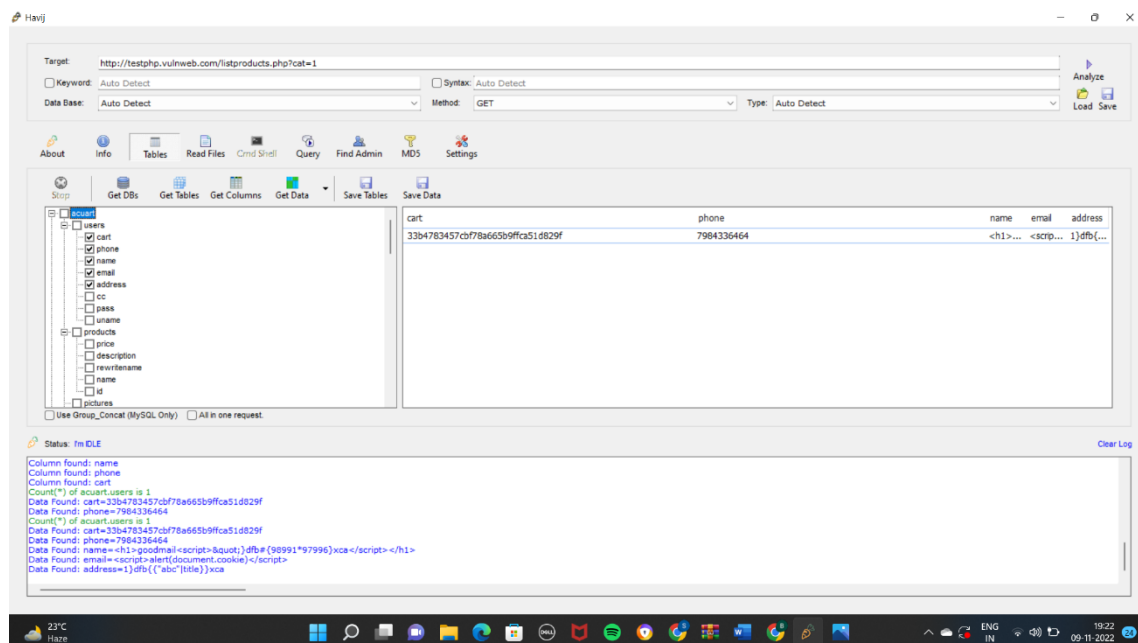 Havij
Target: http://testphp.vulnweb.com/listproducts.php?cat=1
Analyze
Keyword: Auto Detect Syntax: Auto Detect
Data Base: Auto Detect Method: GET Type: Auto Detect
Load Save
About Info Tables Read Files Cmd Shell Query Find Admin MD5 Settings
Stop Get DBs Get Tables Get Columns Get Data Save Tables Save Data
acuart
users
cart
phone
name
email
address
cc
pass
uname
products
price
description
rewritename
name
id
pictures
cart phone name email address
33b4783457cbf78a665b9ffca51d829f 7984336464 <h1>... <scrip... 1}dfb{...
Use Group_Concat (MySQL Only) All in one request.
Status: I'm IDLE Clear Log
Column found: name
Column found: phone
Column found: cart
Count(*) of acuart.users is 1
Data Found: cart=33b4783457cbf78a665b9ffca51d829f
Data Found: phone=7984336464
Count(*) of acuart.users is 1
Data Found: cart=33b4783457cbf78a665b9ffca51d829f
Data Found: phone=7984336464
Data Found: name=<h1>goodmail<script>&quot;}dfb#{98991*97996}xca</script></h1>
Data Found: email=<script>alert(document.cookie)</script>
Data Found: address=1}dfb{{"abc"|title}}xca
23°C
Haze
DELL
ENG
IN
19:22
09-11-2022
24